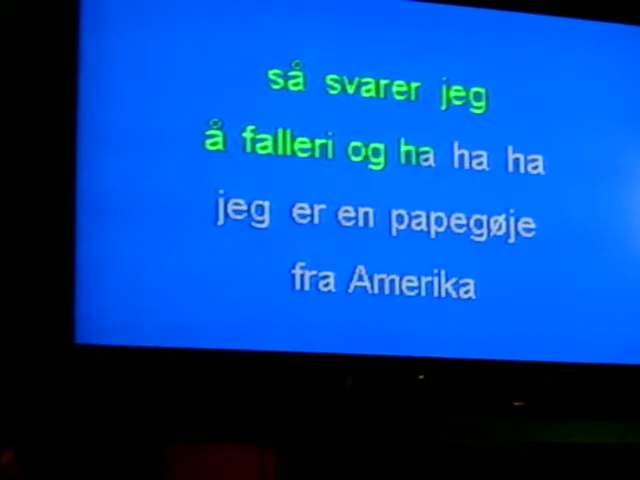 så svarer jeg
å falleri og ha ha ha
jeg er en papegøje
fra Amerika